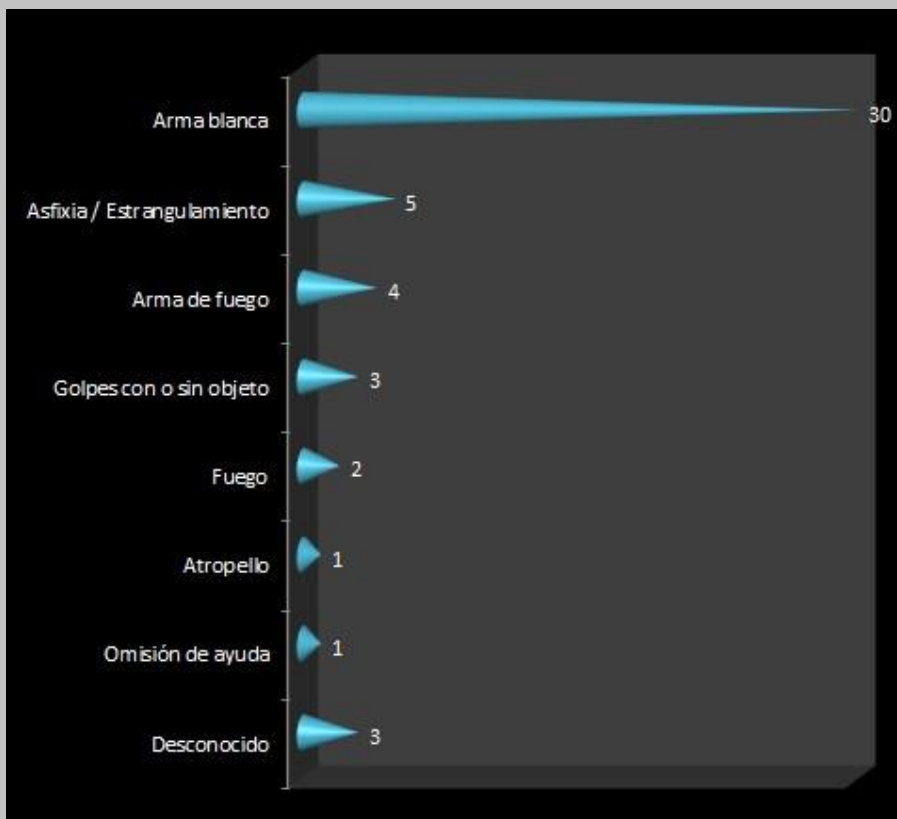 Arma blanca 30
Asfixia / Estrangulamiento 5
Arma de fuego 4
Golpes con o sin objeto 3
Fuego 2
Atropello 1
Omisión de ayuda 1
Desconocido 3